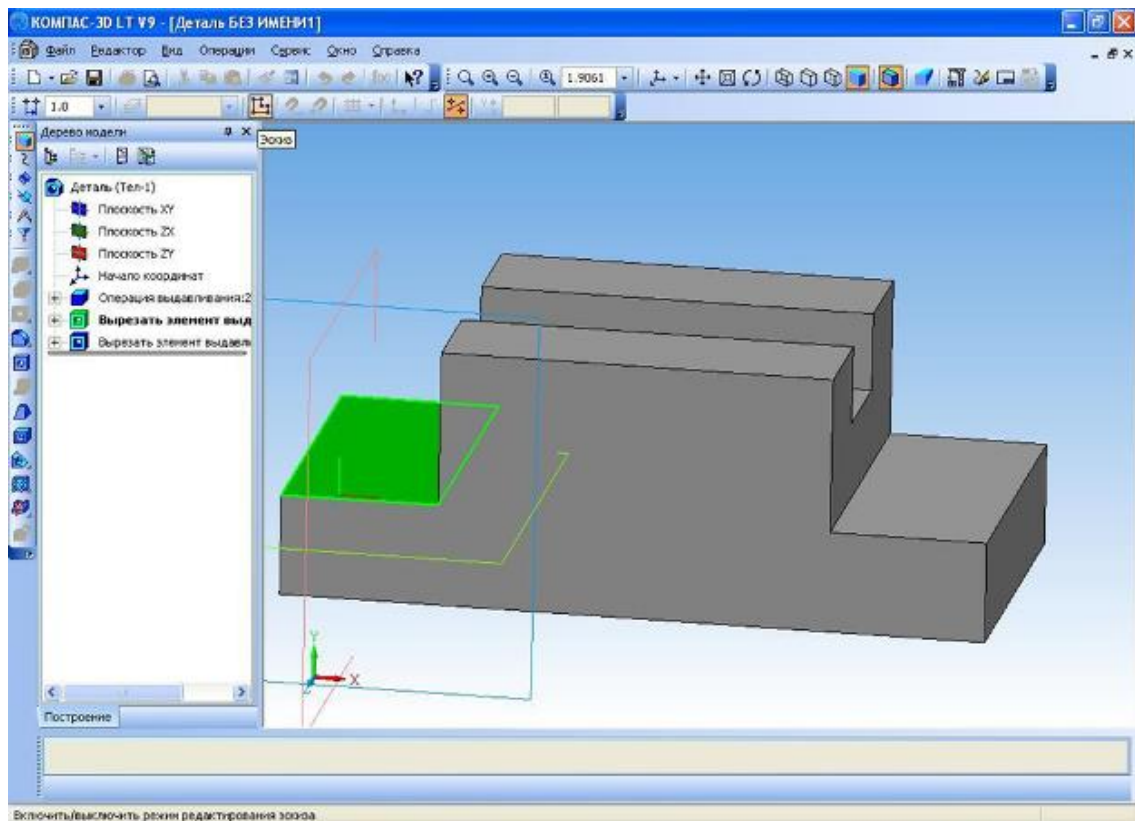 КОМПАС-3D LT V9 - [Деталь БЕЗ ИМЕНИ1]
Файл Редактор Вид Операции Сервис Окно Справка
1.9061
1.0
Эскиз
Дерево модели
Деталь (Тел-1)
Плоскость XY
Плоскость ZX
Плоскость ZY
Начало координат
Операция выдавливания:2
Вырезать элемент выд
Вырезать элемент выдавл
Y
X
Z
Построение
Включить/выключить режим редактирования эскиза